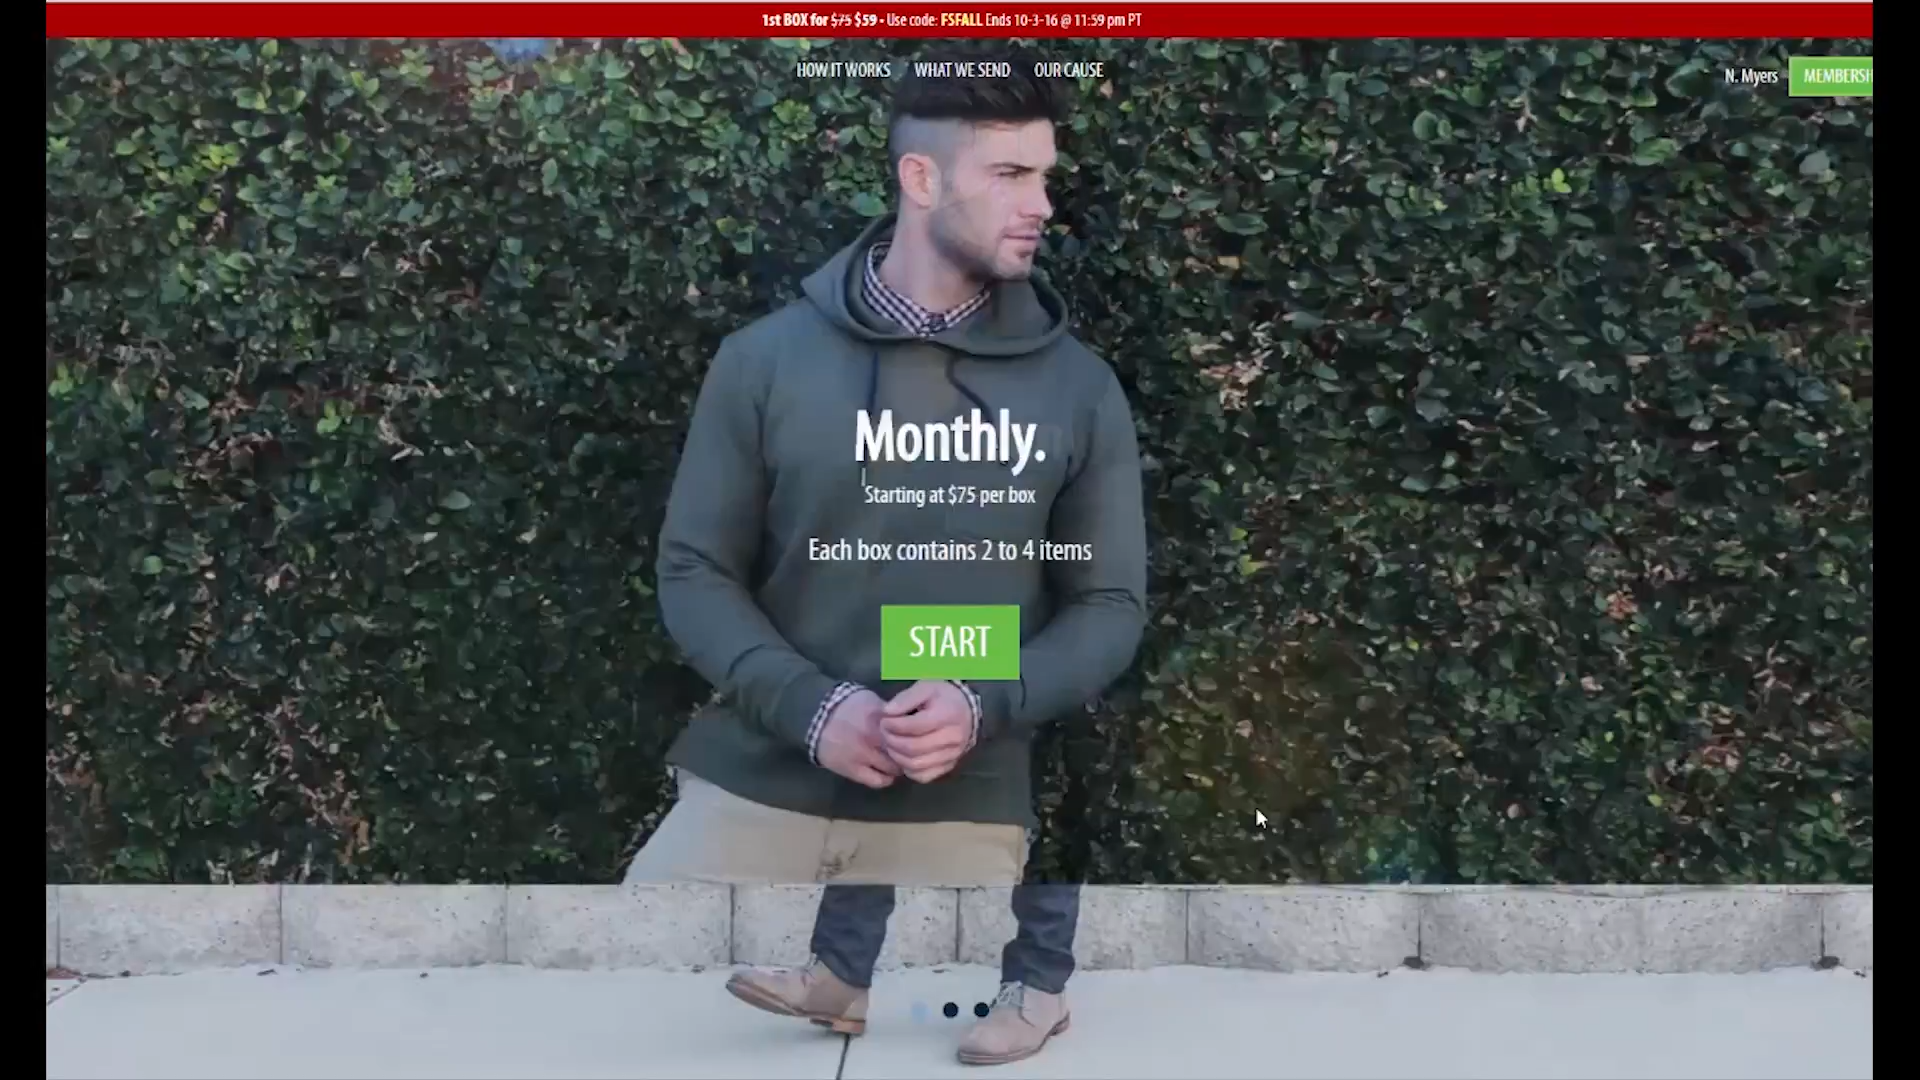 1st BOX for $75 $59 - Use code: FSFALL Ends 10-3-16 @ 11:59 pm PT
HOW IT WORKS WHAT WE SEND OUR CAUSE
N. Myers MEMBERSH
Monthly.
Starting at $75 per box
Each box contains 2 to 4 items
START